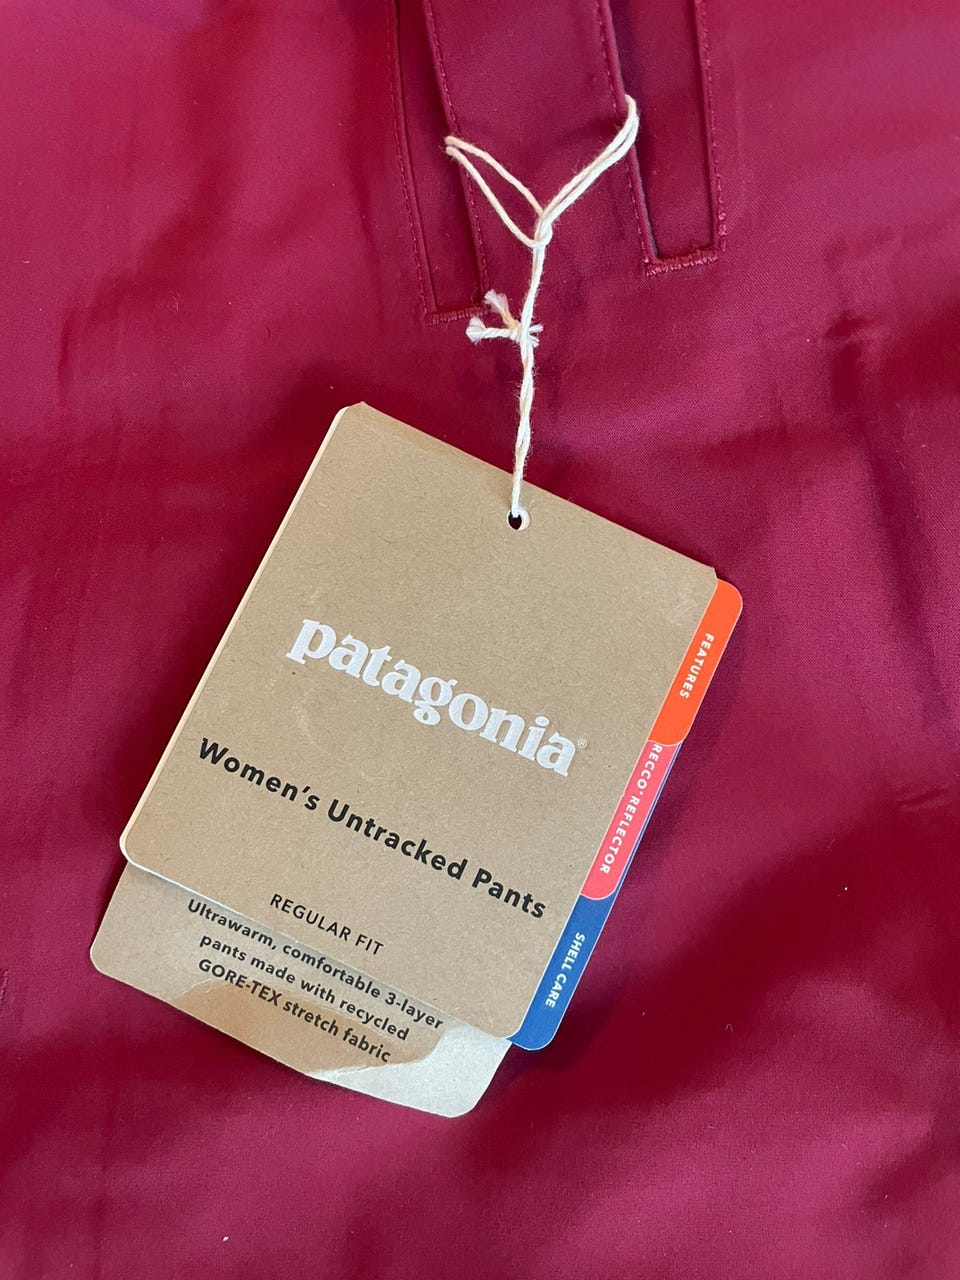 patagonia®
Women's Untracked Pants
REGULAR FIT
Ultrawarm, comfortable 3-layer
pants made with recycled
GORE-TEX stretch fabric
FEATURES
RECCO® REFLECTOR
SHELL CARE